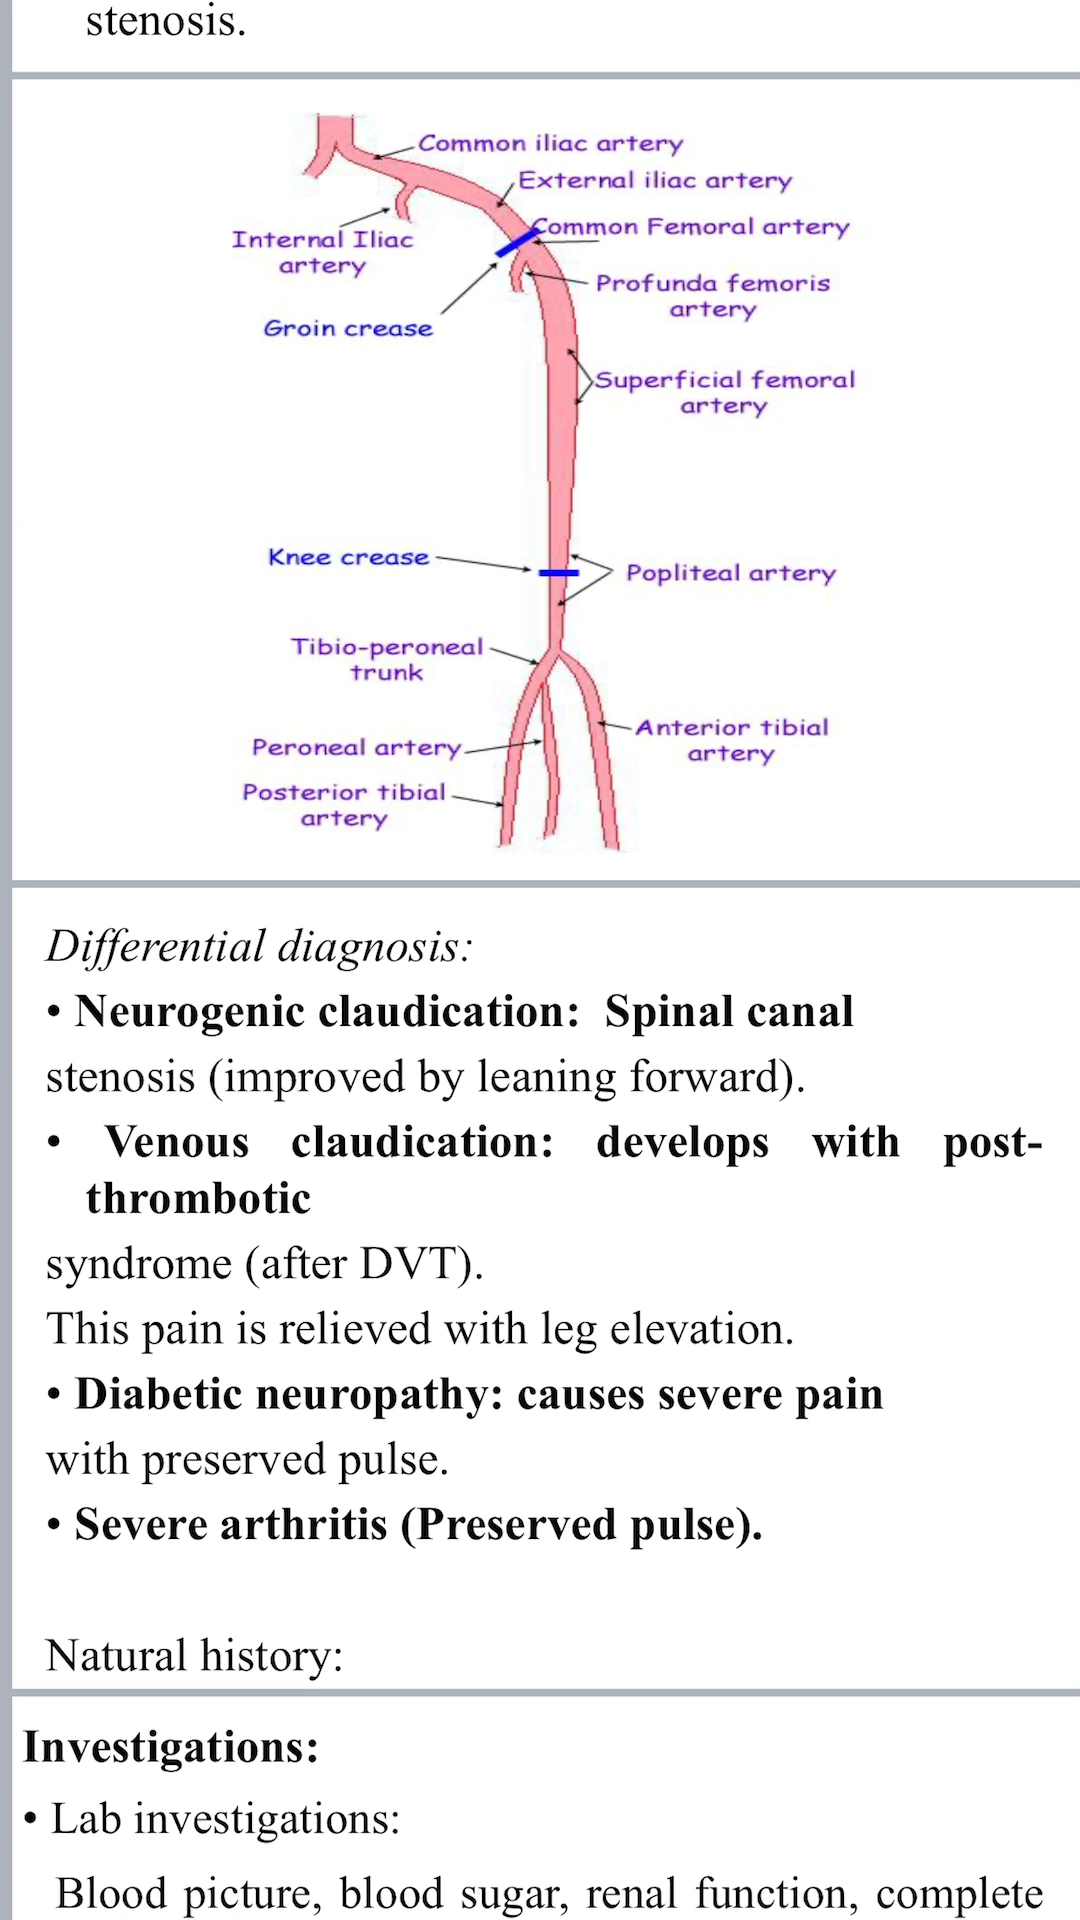 stenosis.
Common iliac artery
External iliac artery
Common Femoral artery
Internal Iliac
artery
Profunda femoris
artery
Groin crease
Superficial femoral
artery
Knee crease
Popliteal artery
Tibio-peroneal
trunk
Anterior tibial
artery
Peroneal artery
Posterior tibial
artery
Differential diagnosis:
• Neurogenic claudication: Spinal canal
stenosis (improved by leaning forward).
• Venous claudication: develops with post-
thrombotic
syndrome (after DVT).
This pain is relieved with leg elevation.
• Diabetic neuropathy: causes severe pain
with preserved pulse.
• Severe arthritis (Preserved pulse).
Natural history:
Investigations:
• Lab investigations:
Blood picture, blood sugar, renal function, complete